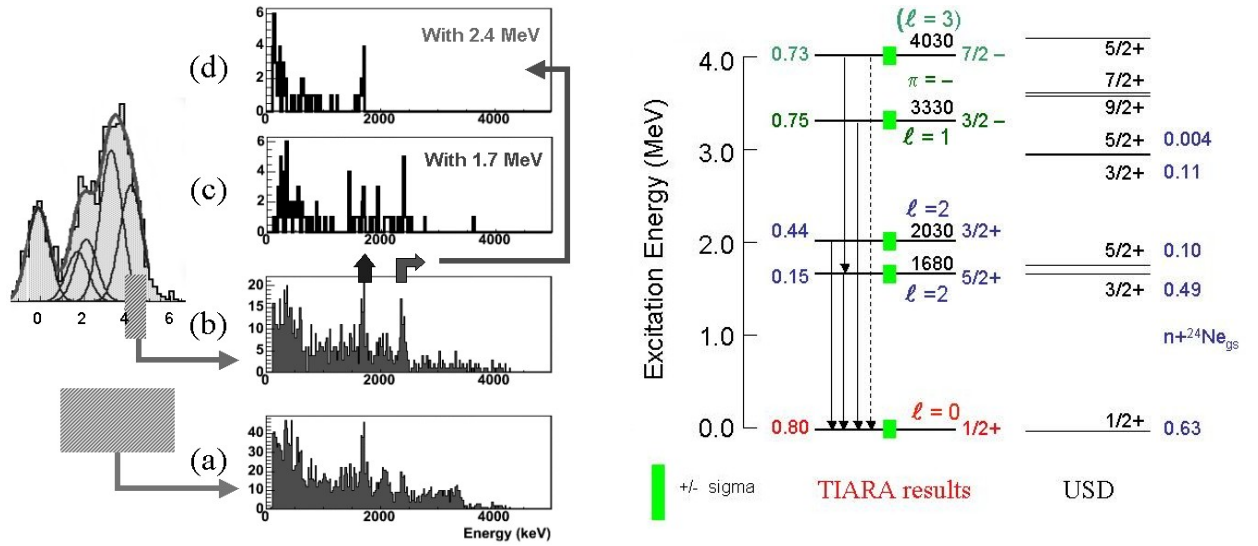 (d)
With 2.4 MeV
6
4
2
0
0
2000
4000
(c)
With 1.7 MeV
6
4
2
0
0
2000
4000
0 2 4 6
(b)
20
15
10
5
0
0
2000
4000
(a)
40
30
20
10
0
0
2000
4000
Energy (keV)
Excitation Energy (MeV)
4.0
3.0
2.0
1.0
0.0
(ℓ = 3)
0.73 4030 7/2 –
π = –
0.75 3330 3/2 –
ℓ = 1
ℓ =2
0.44 2030 3/2+
0.15 1680 5/2+
ℓ =2
ℓ = 0
0.80 1/2+
+/- sigma
TIARA results
5/2+
7/2+
9/2+
5/2+ 0.004
3/2+ 0.11
5/2+ 0.10
3/2+ 0.49
n+²⁴Ne gs
1/2+ 0.63
USD